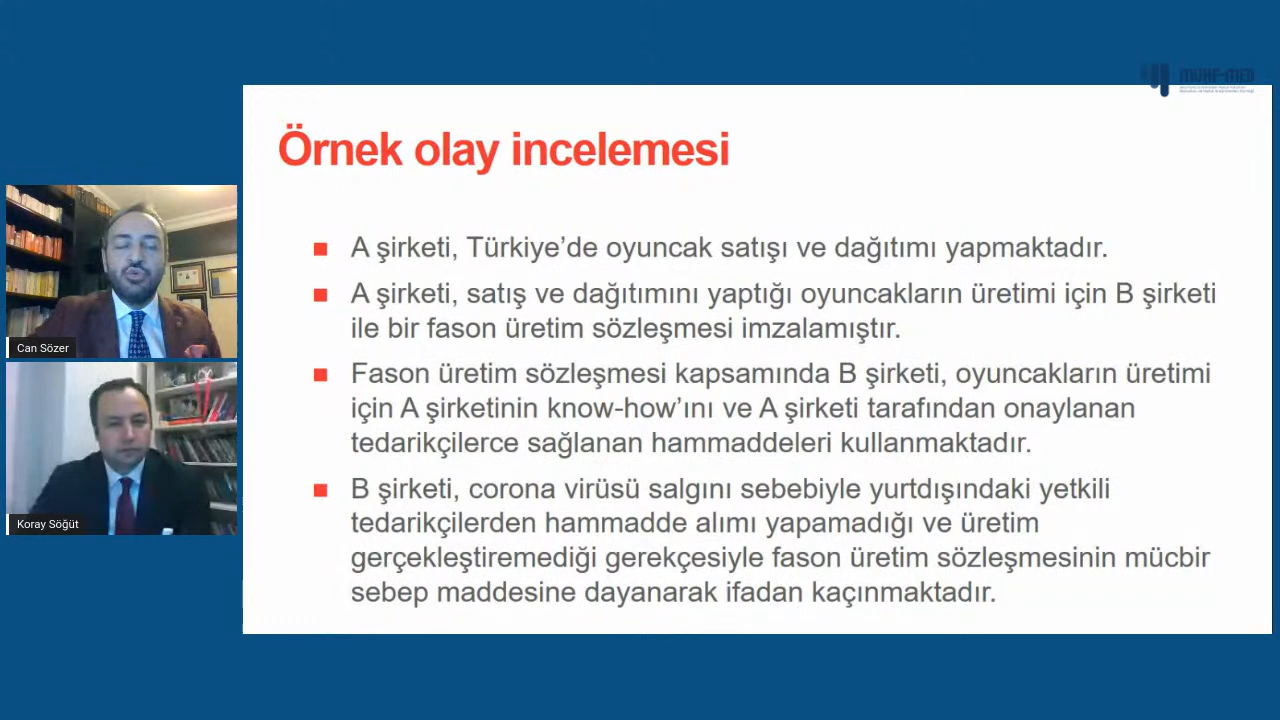 MÜHF-MED
Örnek olay incelemesi
A şirketi, Türkiye’de oyuncak satışı ve dağıtımı yapmaktadır.
A şirketi, satış ve dağıtımını yaptığı oyuncakların üretimi için B şirketi
ile bir fason üretim sözleşmesi imzalamıştır.
Fason üretim sözleşmesi kapsamında B şirketi, oyuncakların üretimi
için A şirketinin know-how’ını ve A şirketi tarafından onaylanan
tedarikçilerce sağlanan hammaddeleri kullanmaktadır.
B şirketi, corona virüsü salgını sebebiyle yurtdışındaki yetkili
tedarikçilerden hammadde alımı yapamadığı ve üretim
gerçekleştiremediği gerekçesiyle fason üretim sözleşmesinin mücbir
sebep maddesine dayanarak ifadan kaçınmaktadır.
Can Sözer
Koray Söğüt